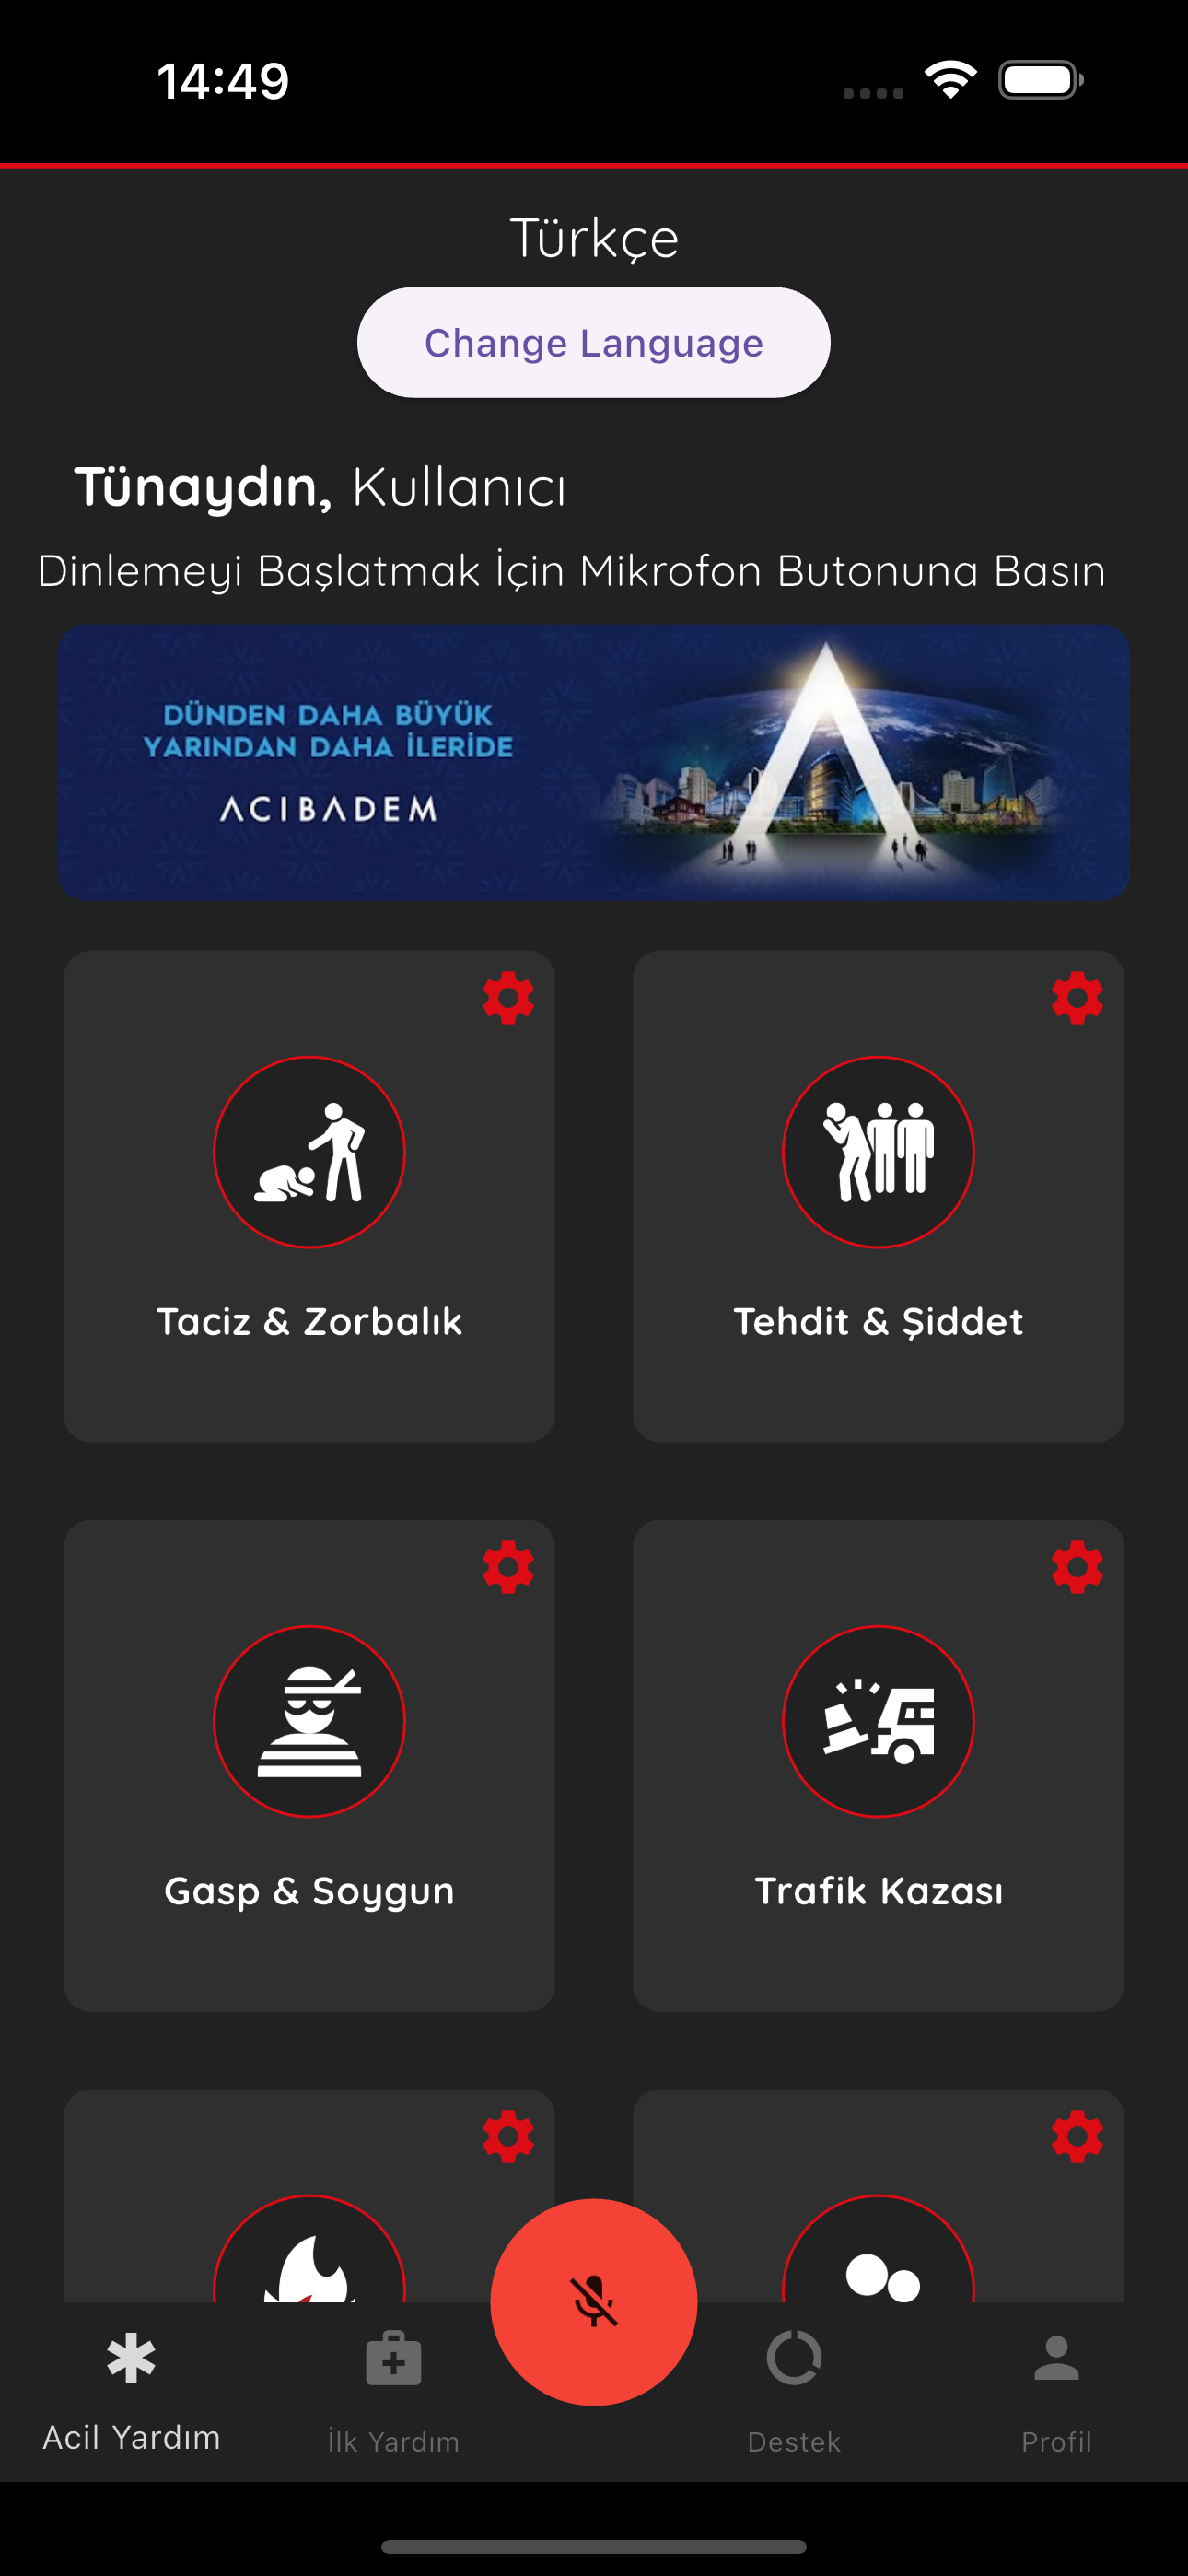 14:49
Türkçe
Change Language
Tünaydın, Kullanıcı
Dinlemeyi Başlatmak İçin Mikrofon Butonuna Basın
DÜNDEN DAHA BÜYÜK
YARINDAN DAHA İLERİDE
ACIBADEM
Taciz & Zorbalık
Tehdit & Şiddet
Gasp & Soygun
Trafik Kazası
Acil Yardım
İlk Yardım
Destek
Profil